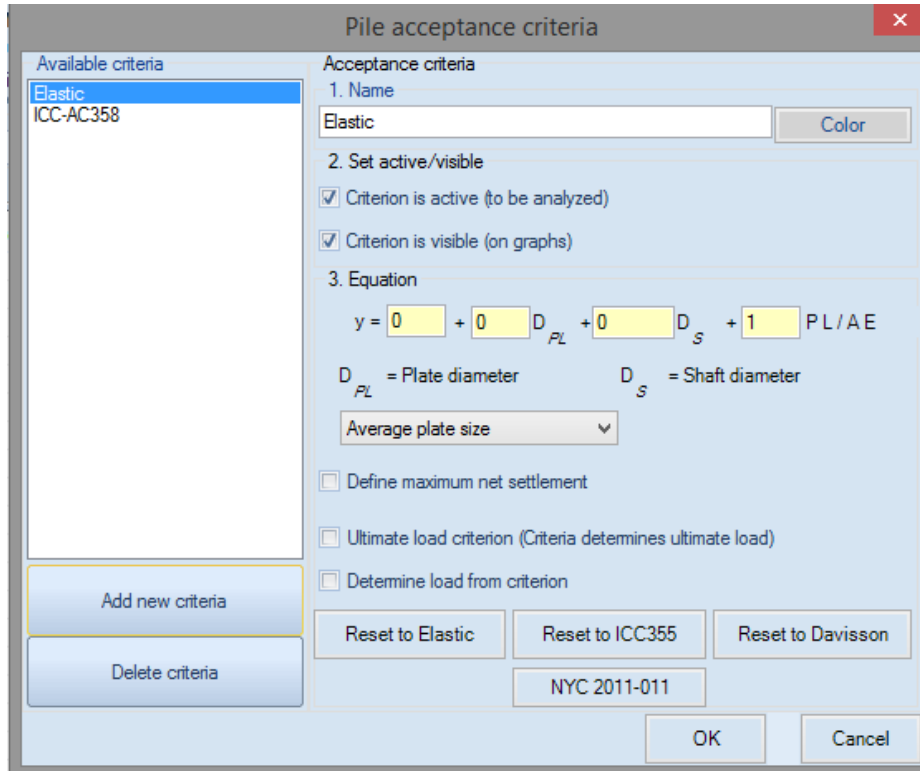 Pile acceptance criteria
Available criteria
Elastic
ICC-AC358
Add new criteria
Delete criteria
Acceptance criteria
1. Name
Elastic
Color
2. Set active/visible
Criterion is active (to be analyzed)
Criterion is visible (on graphs)
3. Equation
y = 0 + 0 D PL + 0 D S + 1 P L / A E
D PL = Plate diameter D S = Shaft diameter
Average plate size
Define maximum net settlement
Ultimate load criterion (Criteria determines ultimate load)
Determine load from criterion
Reset to Elastic Reset to ICC355 Reset to Davisson
NYC 2011-011
OK Cancel